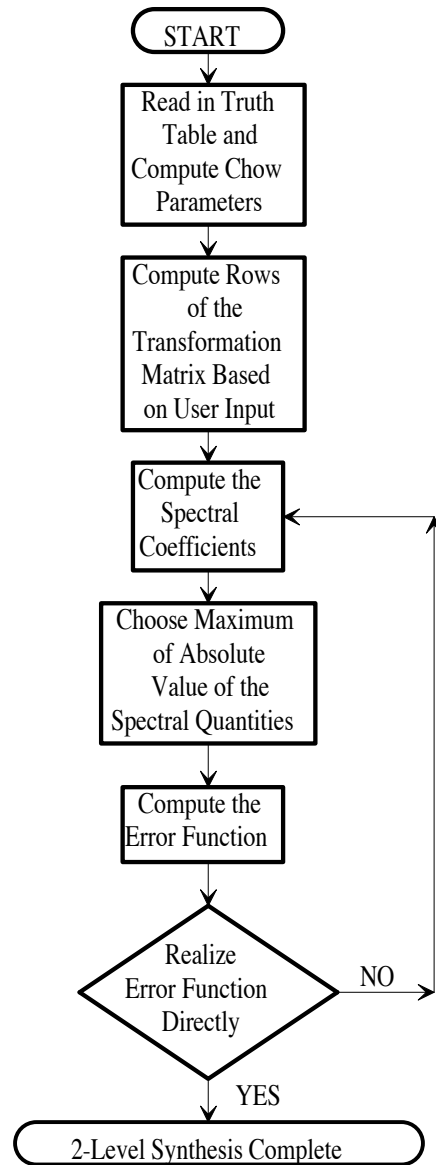 START
Read in Truth
Table and
Compute Chow
Parameters
Compute Rows
of the
Transformation
Matrix Based
on User Input
Compute the
Spectral
Coefficients
Choose Maximum
of Absolute
Value of the
Spectral Quantities
Compute the
Error Function
Realize
Error Function
Directly
NO
YES
2-Level Synthesis Complete